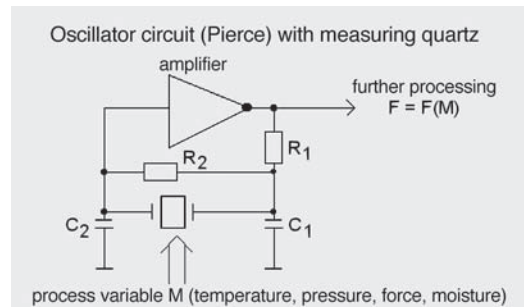 Oscillator circuit (Pierce) with measuring quartz
amplifier
further processing
F = F(M)
R1
R2
C2
C1
process variable M (temperature, pressure, force, moisture)